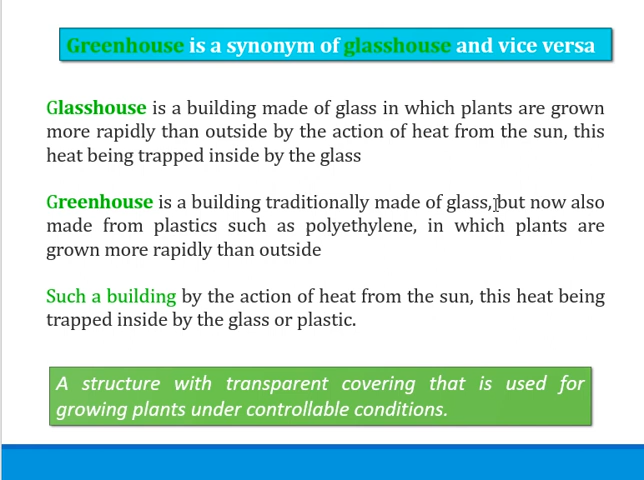 Greenhouse is a synonym of glasshouse and vice versa
Glasshouse is a building made of glass in which plants are grown
more rapidly than outside by the action of heat from the sun, this
heat being trapped inside by the glass
Greenhouse is a building traditionally made of glass, but now also
made from plastics such as polyethylene, in which plants are
grown more rapidly than outside
Such a building by the action of heat from the sun, this heat being
trapped inside by the glass or plastic.
A structure with transparent covering that is used for
growing plants under controllable conditions.